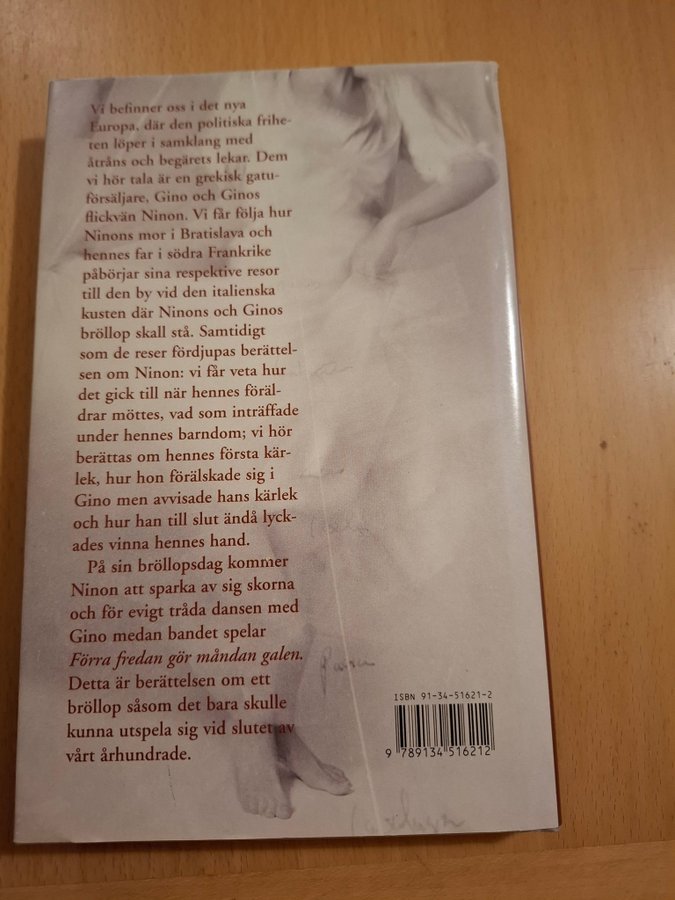 Vi befinner oss i det nya
Europa, där den politiska frihe-
ten löper i samklang med
åtråns och begärets lekar. Dem
vi hör tala är en grekisk gatu-
försäljare, Gino och Ginos
flickvän Ninon. Vi får följa hur
Ninons mor i Bratislava och
hennes far i södra Frankrike
påbörjar sina respektive resor
till den by vid den italienska
kusten där Ninons och Ginos
bröllop skall stå. Samtidigt
som de reser fördjupas berättel-
sen om Ninon: vi får veta hur
det gick till när hennes föräl-
drar möttes, vad som inträffade
under hennes barndom; vi hör
berättas om hennes första kär-
lek, hur hon förälskade sig i
Gino men avvisade hans kärlek
och hur han till slut ändå lyck-
ades vinna hennes hand.
På sin bröllopsdag kommer
Ninon att sparka av sig skorna
och för evigt tråda dansen med
Gino medan bandet spelar
Förra fredan gör måndan galen.
Detta är berättelsen om ett
bröllop såsom det bara skulle
kunna utspela sig vid slutet av
vårt århundrade.
ISBN 91-34-51621-2
9 789134 516212